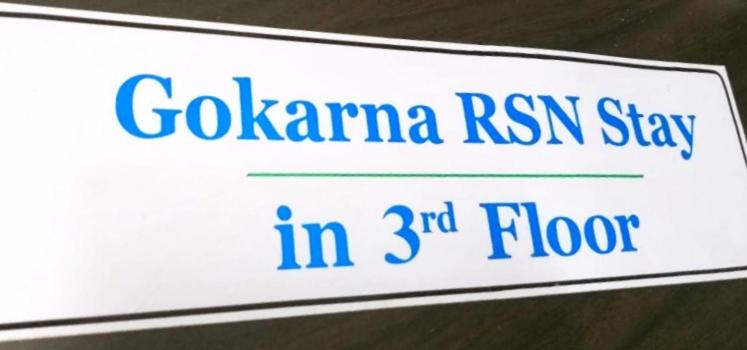 Gokarna RSN Stay
in 3rd Floor